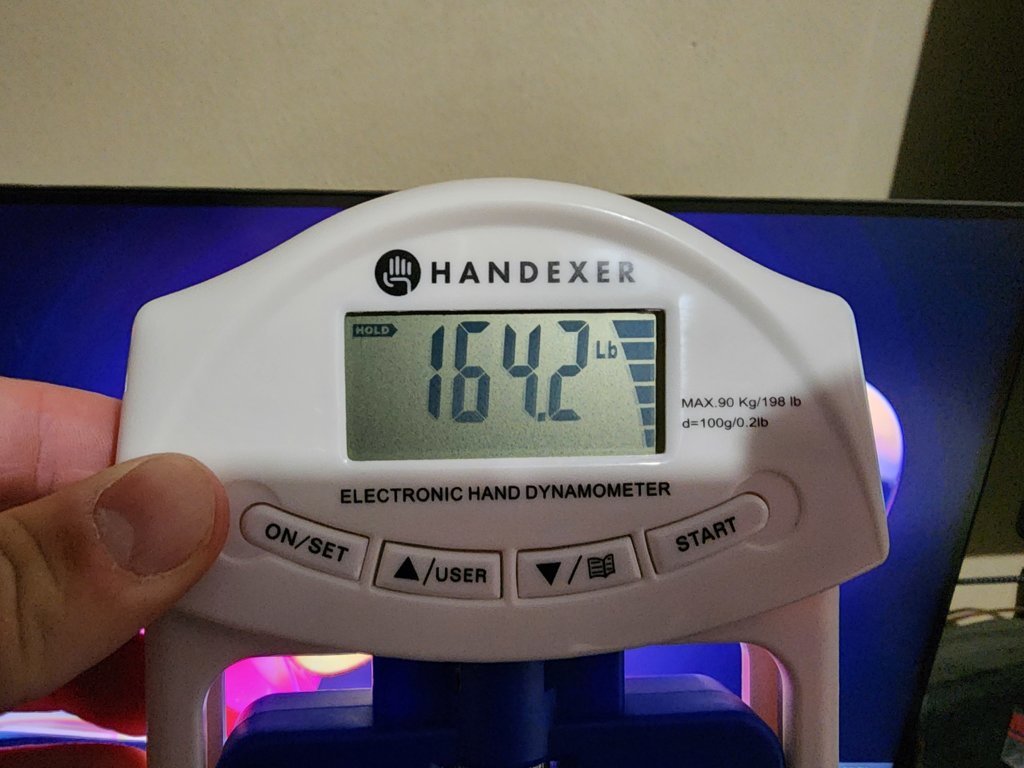 HANDEXER
HOLD
164.2 Lb
MAX.90 Kg/198 lb
d=100g/0.2lb
ELECTRONIC HAND DYNAMOMETER
ON/SET
▲/USER
▼/
START